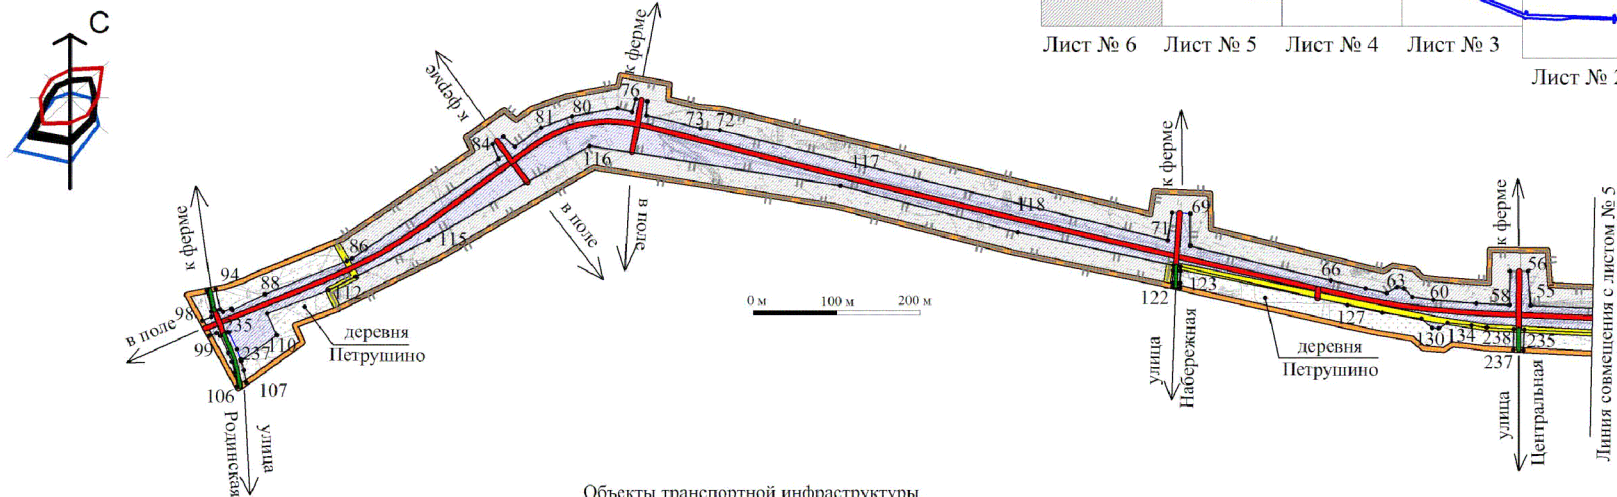 С
Лист № 6
Лист № 5
Лист № 4
Лист № 3
Лист № 2
к ферме
к ферме
76
80
81
84
73
72
116
117
118
115
в поле
в поле
к ферме
86
88
94
98
112
235
99
237
110
106
107
в поле
деревня
Петрушино
Родинская
улица
0 м
100 м
200 м
к ферме
69
71
122
123
66
63
60
58
56
55
127
130
134
238
235
237
к ферме
улица
Набережная
деревня
Петрушино
улица
Центральная
Линия совмещения с листом № 5
Объекты транспортной инфраструктуры